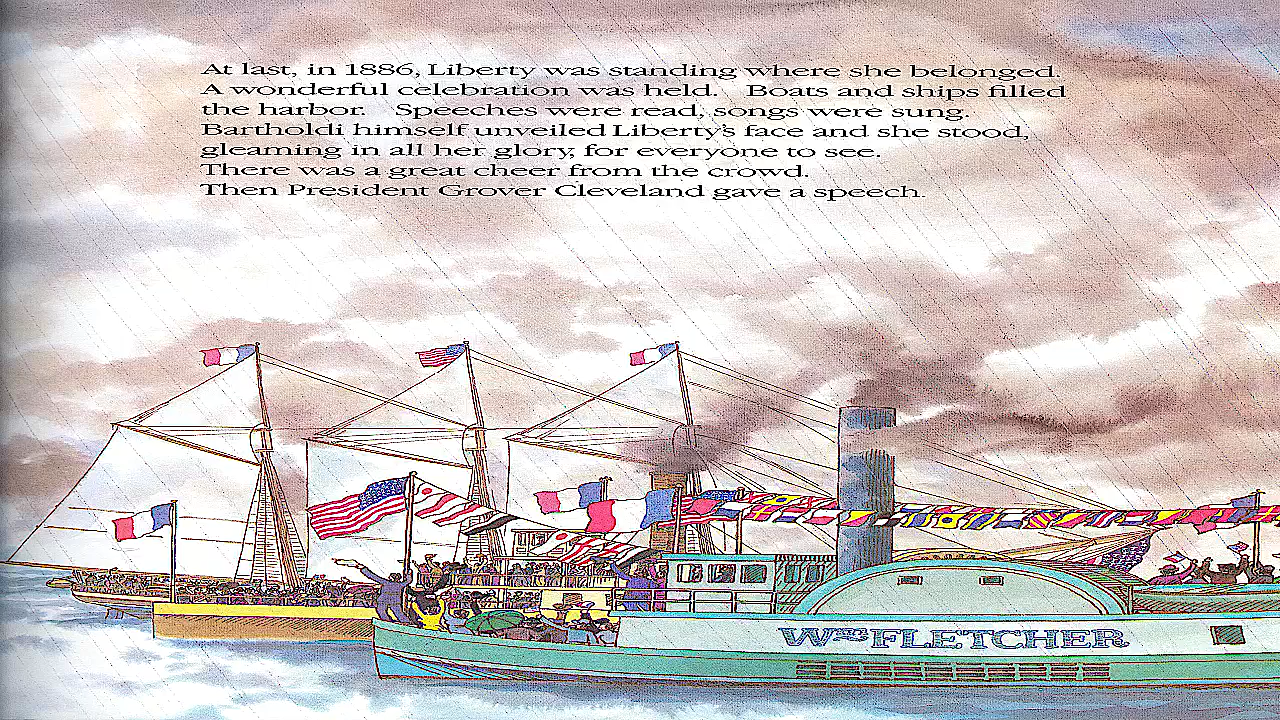 At last, in 1886, Liberty was standing where she belonged.
A wonderful celebration was held. Boats and ships filled
the harbor. Speeches were read, songs were sung.
Bartholdi himself unveiled Liberty's face and she stood,
gleaming in all her glory, for everyone to see.
There was a great cheer from the crowd.
Then President Grover Cleveland gave a speech.
Wm FLETCHER